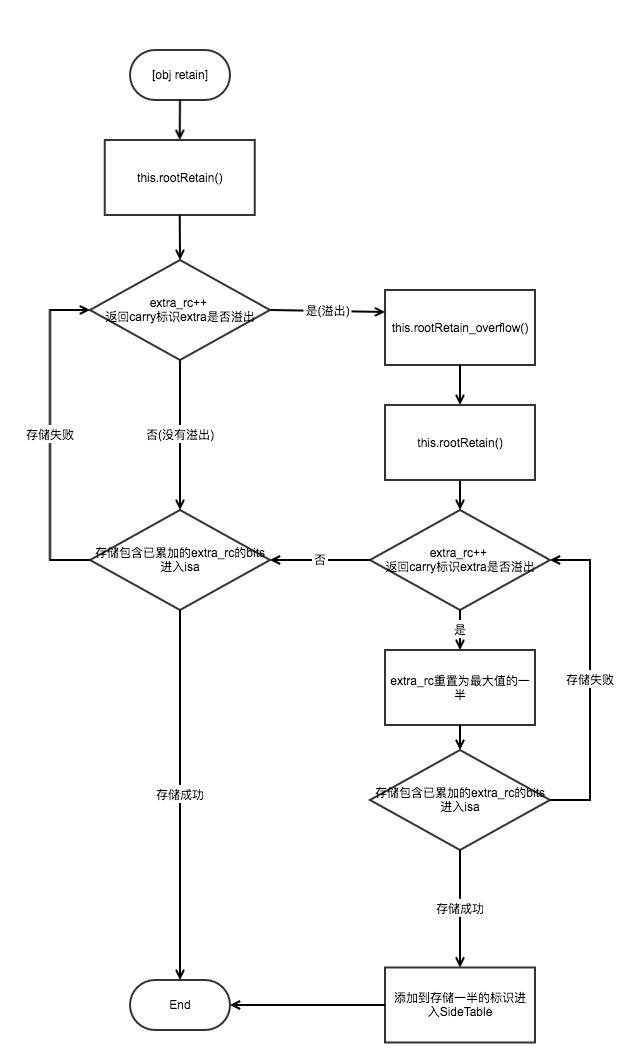 [obj retain]
this.rootRetain()
extra_rc++
返回carry标识extra是否溢出
是(溢出)
this.rootRetain_overflow()
存储失败
否(没有溢出)
this.rootRetain()
存储包含已累加的extra_rc的bits
进入isa
否
extra_rc++
返回carry标识extra是否溢出
是
extra_rc重置为最大值的一
半
存储失败
存储包含已累加的extra_rc的bits
进入isa
存储成功
存储成功
End
添加到存储一半的标识进
入SideTable